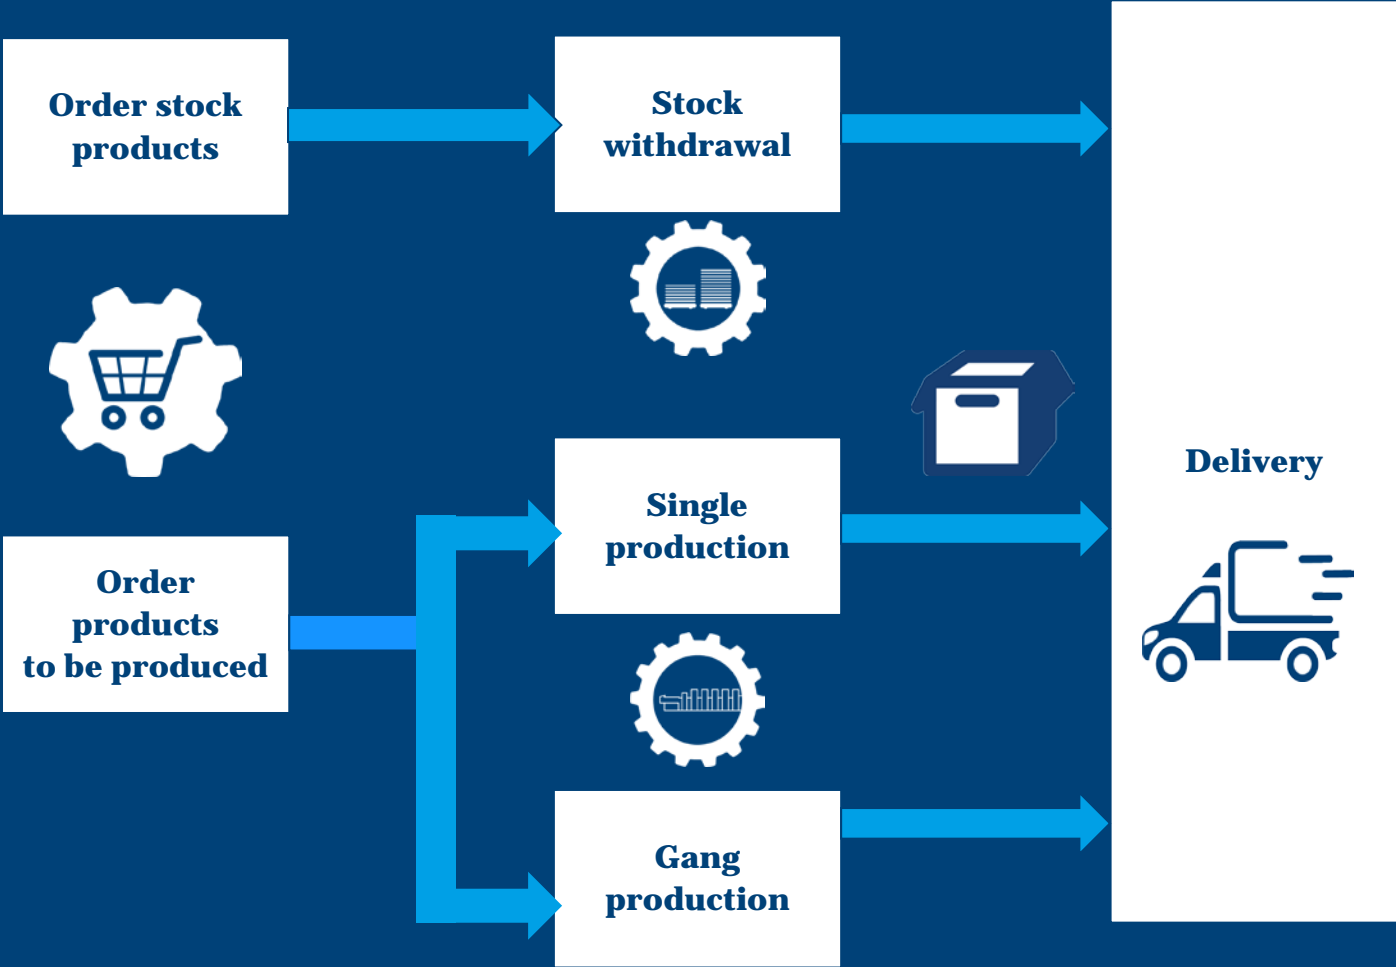 Order stock
products
Stock
withdrawal
Single
production
Delivery
Order
products
to be produced
Gang
production